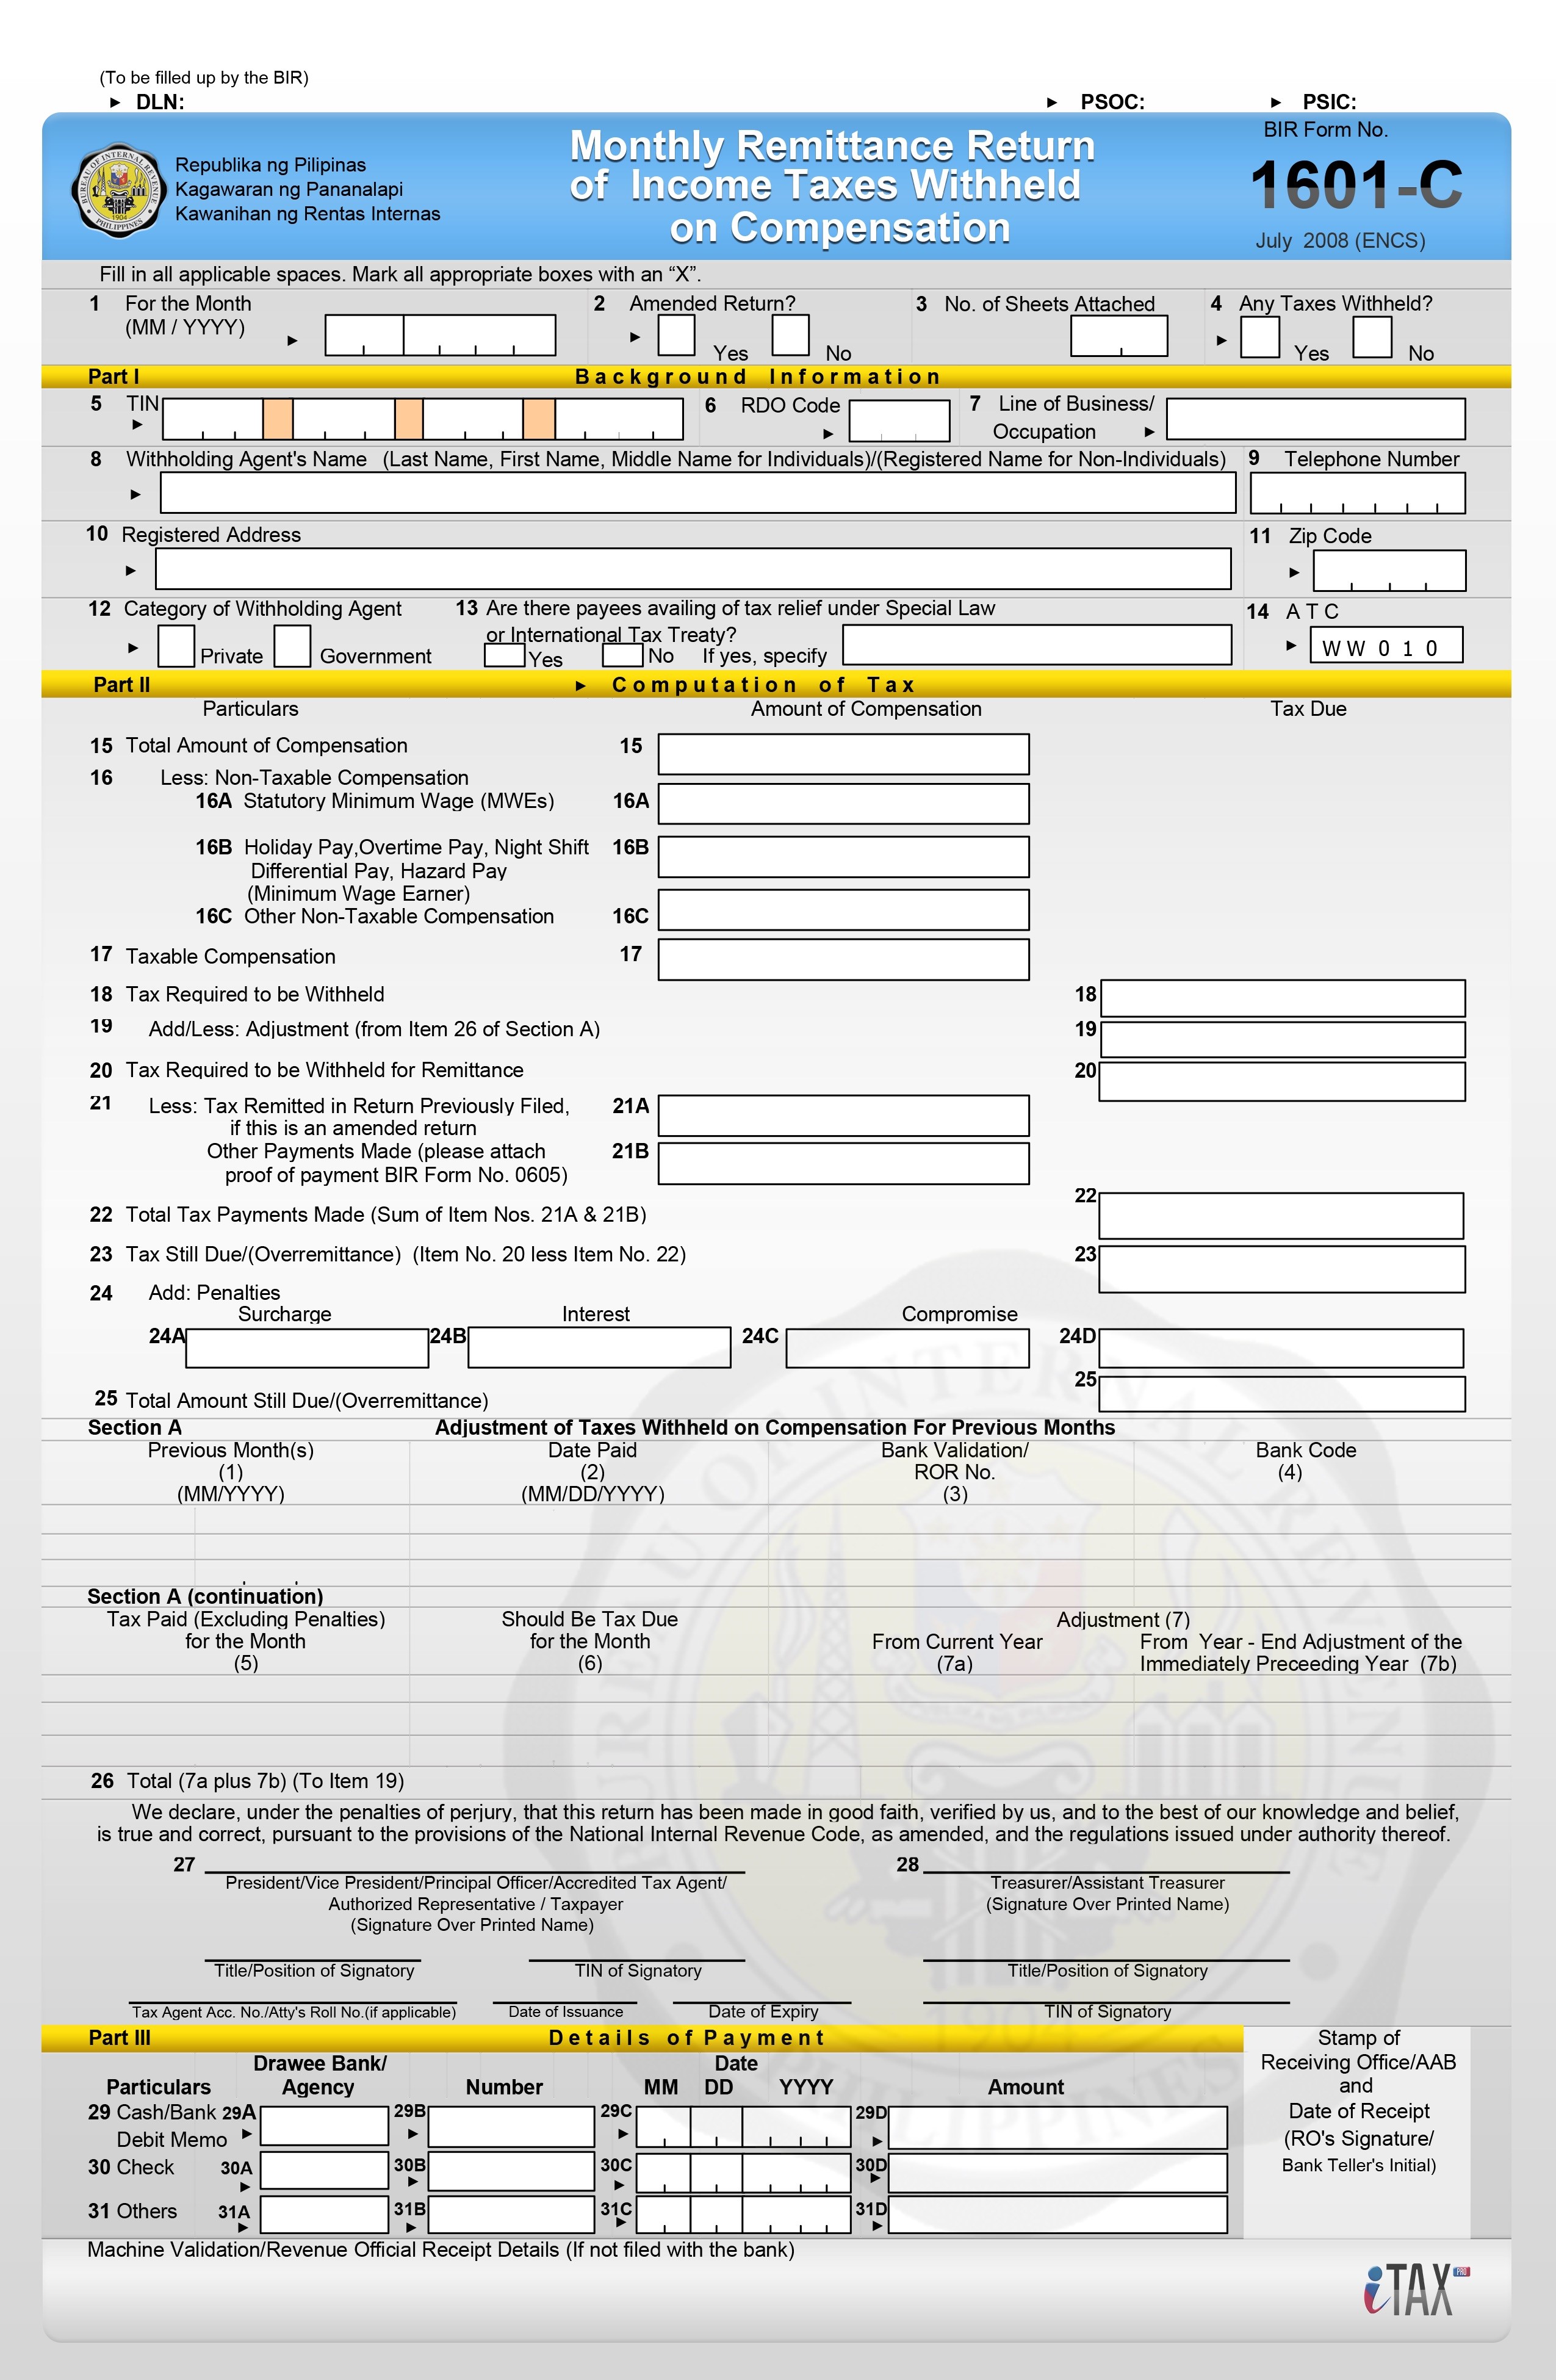 (To be filled up by the BIR)
DLN: PSOC: PSIC:
BUREAU OF INTERNAL REVENUE
1904
PHILIPPINES
Republika ng Pilipinas
Kagawaran ng Pananalapi
Kawanihan ng Rentas Internas
Monthly Remittance Return
of Income Taxes Withheld
on Compensation
BIR Form No.
1601-C
July 2008 (ENCS)
Fill in all applicable spaces. Mark all appropriate boxes with an “X”.
1 For the Month
(MM / YYYY)
2 Amended Return?
Yes No
3 No. of Sheets Attached
4 Any Taxes Withheld?
Yes No
Part I Background Information
5 TIN
6 RDO Code
7 Line of Business/
Occupation
8 Withholding Agent's Name (Last Name, First Name, Middle Name for Individuals)/(Registered Name for Non-Individuals)
9 Telephone Number
10 Registered Address
11 Zip Code
12 Category of Withholding Agent
Private Government
13 Are there payees availing of tax relief under Special Law
or International Tax Treaty?
Yes No If yes, specify
14 A T C
W W 0 1 0
Part II Computation of Tax
Particulars Amount of Compensation Tax Due
15 Total Amount of Compensation 15
16 Less: Non-Taxable Compensation
16A Statutory Minimum Wage (MWEs) 16A
16B Holiday Pay,Overtime Pay, Night Shift 16B
Differential Pay, Hazard Pay
(Minimum Wage Earner)
16C Other Non-Taxable Compensation 16C
17 Taxable Compensation 17
18 Tax Required to be Withheld 18
19 Add/Less: Adjustment (from Item 26 of Section A) 19
20 Tax Required to be Withheld for Remittance 20
21 Less: Tax Remitted in Return Previously Filed, 21A
if this is an amended return
Other Payments Made (please attach 21B
proof of payment BIR Form No. 0605)
22 Total Tax Payments Made (Sum of Item Nos. 21A & 21B) 22
23 Tax Still Due/(Overremittance) (Item No. 20 less Item No. 22) 23
24 Add: Penalties
Surcharge Interest Compromise
24A 24B 24C 24D
25 Total Amount Still Due/(Overremittance) 25
Section A Adjustment of Taxes Withheld on Compensation For Previous Months
Previous Month(s) Date Paid Bank Validation/ Bank Code
(1) (2) ROR No. (4)
(MM/YYYY) (MM/DD/YYYY) (3)
Section A (continuation)
Tax Paid (Excluding Penalties) Should Be Tax Due Adjustment (7)
for the Month for the Month From Current Year From Year - End Adjustment of the
(5) (6) (7a) Immediately Preceeding Year (7b)
26 Total (7a plus 7b) (To Item 19)
We declare, under the penalties of perjury, that this return has been made in good faith, verified by us, and to the best of our knowledge and belief,
is true and correct, pursuant to the provisions of the National Internal Revenue Code, as amended, and the regulations issued under authority thereof.
27 28
President/Vice President/Principal Officer/Accredited Tax Agent/ Treasurer/Assistant Treasurer
Authorized Representative / Taxpayer (Signature Over Printed Name)
(Signature Over Printed Name)
Title/Position of Signatory TIN of Signatory Title/Position of Signatory
Tax Agent Acc. No./Atty's Roll No.(if applicable) Date of Issuance Date of Expiry TIN of Signatory
BUREAU OF INTERNAL REVENUE
1904
PHILIPPINES
Part III Details of Payment
Drawee Bank/ Date
Particulars Agency Number MM DD YYYY Amount
29 Cash/Bank 29A 29B 29C 29D
Debit Memo
30 Check 30A 30B 30C 30D
31 Others 31A 31B 31C 31D
Stamp of
Receiving Office/AAB
and
Date of Receipt
(RO's Signature/
Bank Teller's Initial)
Machine Validation/Revenue Official Receipt Details (If not filed with the bank)
iTAX PRO